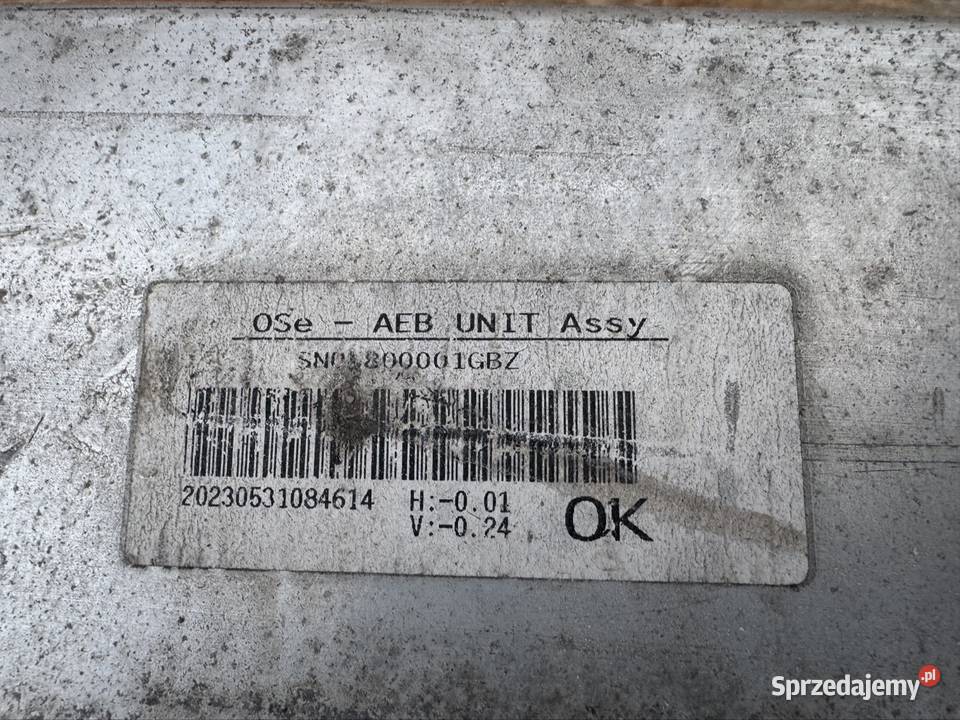 OSe - AEB UNIT Assy
20230531084614 H:-0.01
V:-0.24 OK
Sprzedajemy.pl